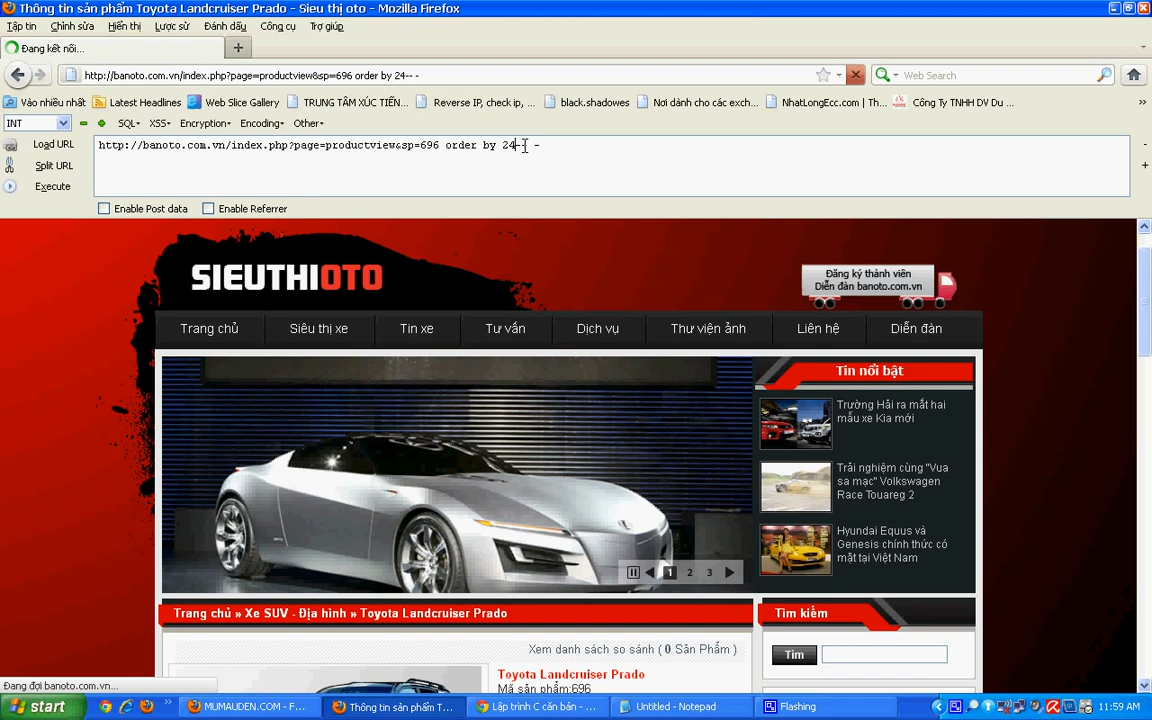 Thông tin sản phẩm Toyota Landcruiser Prado - Sieu thị oto - Mozilla Firefox
Tập tin Chỉnh sửa Hiển thị Lược sử Đánh dấu Công cụ Trợ giúp
Đang kết nối...
http://banoto.com.vn/index.php?page=productview&sp=696 order by 24-- -
Web Search
Vào nhiều nhất Latest Headlines Web Slice Gallery TRUNG TÂM XÚC TIẾN... Reverse IP, check ip, ... black.shadowes Nơi dành cho các exch... NhatLongEcc.com | Th... Công Ty TNHH DV Du ...
INT SQL- XSS- Encryption- Encoding- Other-
Load URL
http://banoto.com.vn/index.php?page=productview&sp=696 order by 24-- -
Split URL
Execute
Enable Post data Enable Referrer
SIEUTHIOTO
Đăng ký thành viên
Diễn đàn banoto.com.vn
Trang chủ Siêu thị xe Tin xe Tư vấn Dịch vụ Thư viện ảnh Liên hệ Diễn đàn
Tin nổi bật
Trường Hải ra mắt hai
mẫu xe Kia mới
Trải nghiệm cùng "Vua
sa mạc" Volkswagen
Race Touareg 2
Hyundai Equus và
Genesis chính thức có
mặt tại Việt Nam
1 2 3
Trang chủ » Xe SUV - Địa hình » Toyota Landcruiser Prado
Tìm kiếm
Xem danh sách so sánh ( 0 Sản Phẩm )
Tìm
Toyota Landcruiser Prado
Mã sản phẩm:696
Đang đợi banoto.com.vn...
start MUMAUDEN.COM - F... Thông tin sản phẩm T... Lập trình C căn bản - ... Untitled - Notepad Flashing 11:59 AM